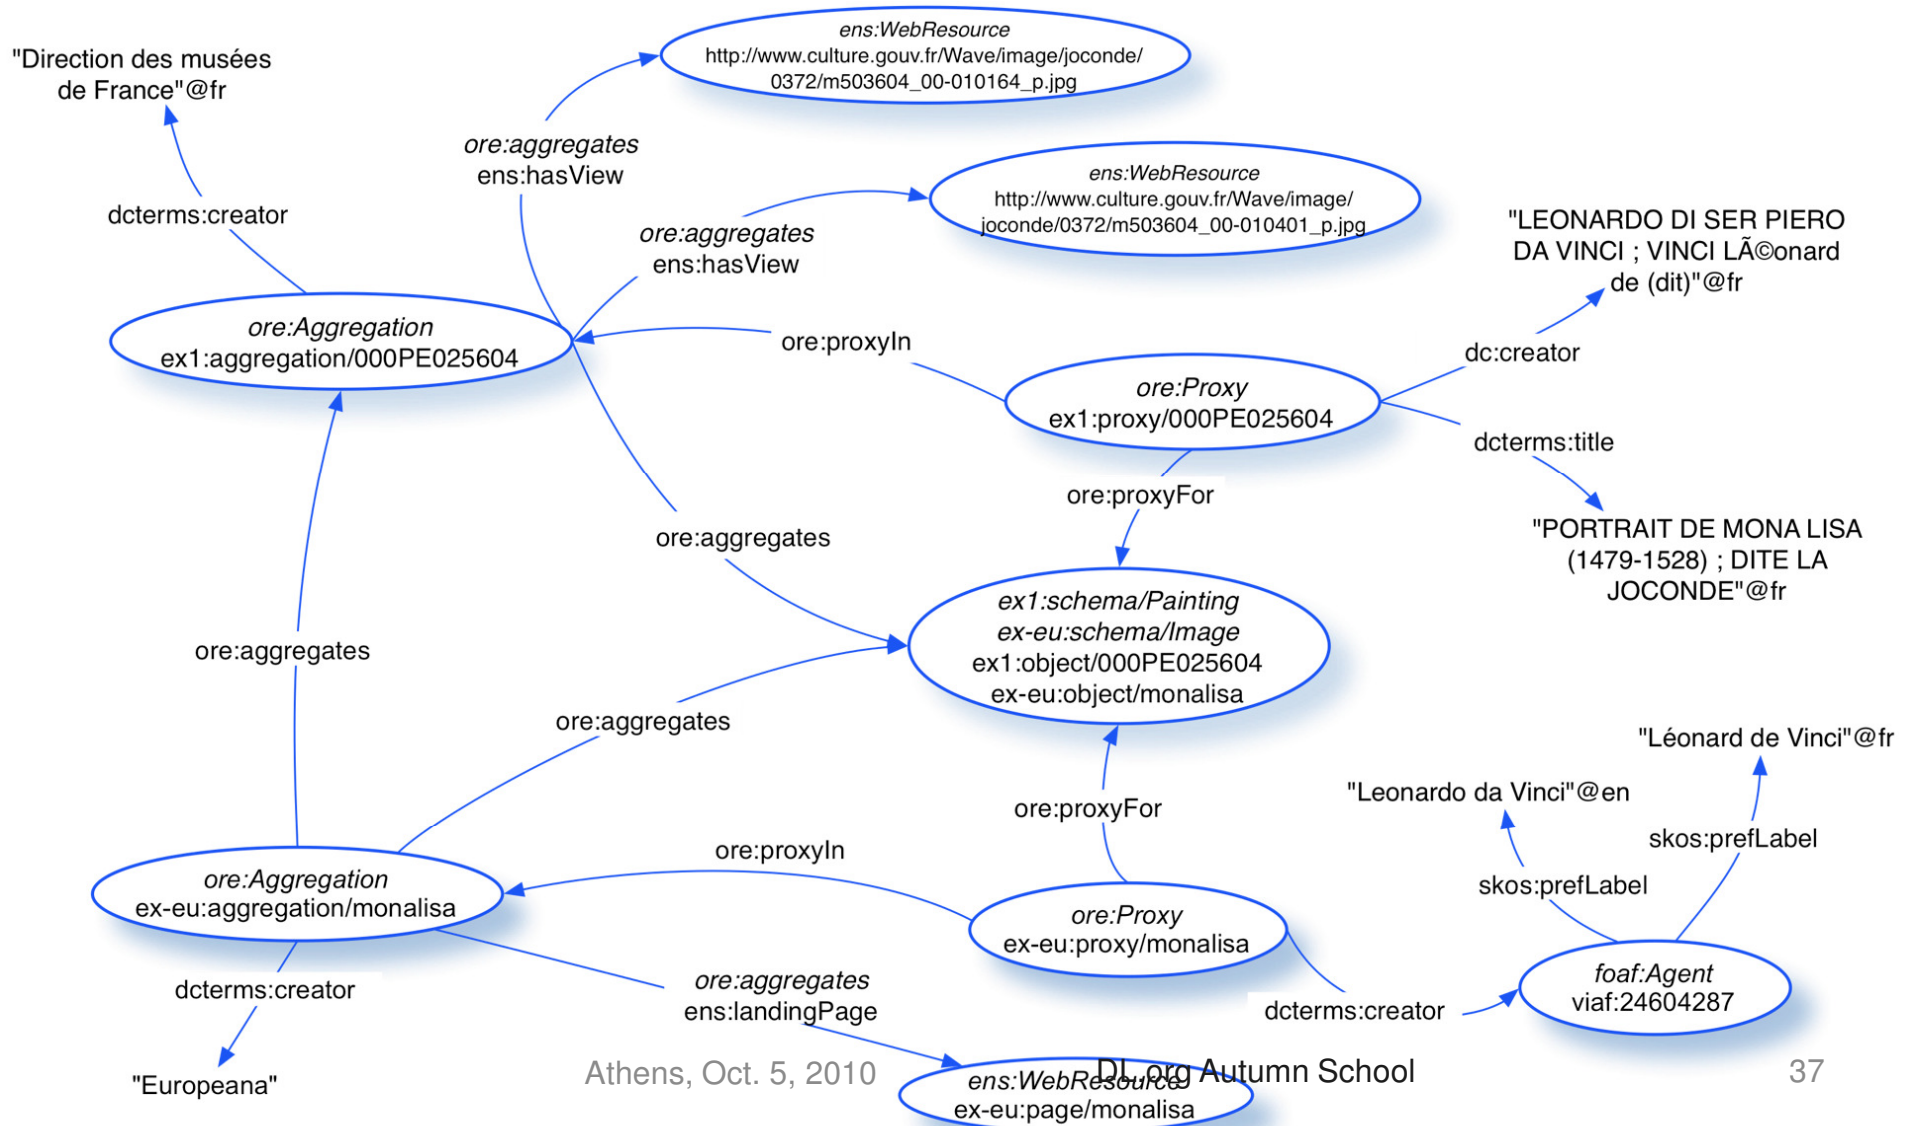 ens:WebResource
http://www.culture.gouv.fr/Wave/image/joconde/
0372/m503604_00-010164_p.jpg
"Direction des musées
de France"@fr
ore:aggregates
ens:hasView
ens:WebResource
http://www.culture.gouv.fr/Wave/image/
joconde/0372/m503604_00-010401_p.jpg
dcterms:creator
ore:aggregates
ens:hasView
"LEONARDO DI SER PIERO
DA VINCI ; VINCI LÃ©onard
de (dit)"@fr
ore:Aggregation
ex1:aggregation/000PE025604
ore:proxyIn
dc:creator
ore:Proxy
ex1:proxy/000PE025604
dcterms:title
ore:proxyFor
"PORTRAIT DE MONA LISA
(1479-1528) ; DITE LA
JOCONDE"@fr
ore:aggregates
ex1:schema/Painting
ex-eu:schema/Image
ex1:object/000PE025604
ex-eu:object/monalisa
ore:aggregates
ore:aggregates
"Léonard de Vinci"@fr
"Leonardo da Vinci"@en
ore:proxyFor
skos:prefLabel
ore:proxyIn
skos:prefLabel
ore:Aggregation
ex-eu:aggregation/monalisa
ore:Proxy
ex-eu:proxy/monalisa
foaf:Agent
viaf:24604287
dcterms:creator
ore:aggregates
ens:landingPage
dcterms:creator
"Europeana"
ens:WebResource
ex-eu:page/monalisa
Athens, Oct. 5, 2010
DL.org Autumn School
37